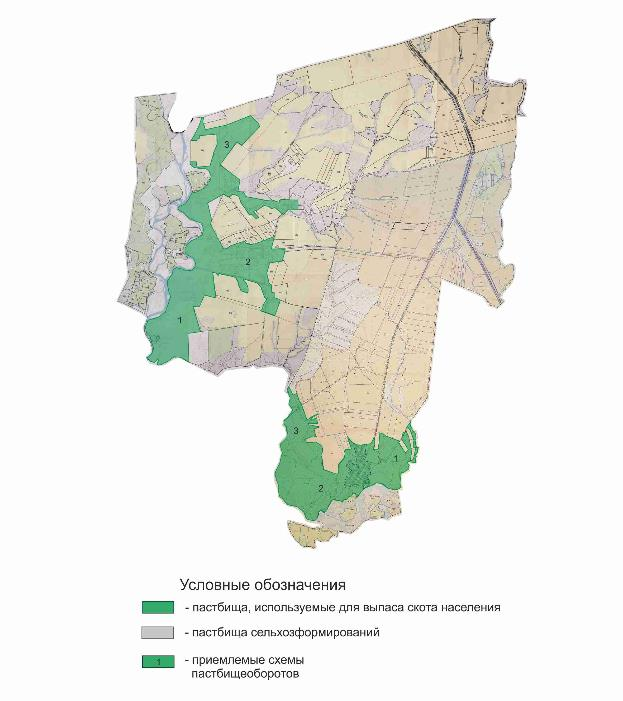 3
2
1
3
1
2
Условные обозначения
- пастбища, используемые для выпаса скота населения
- пастбища сельхозформирований
1 - приемлемые схемы
пастбищеоборотов